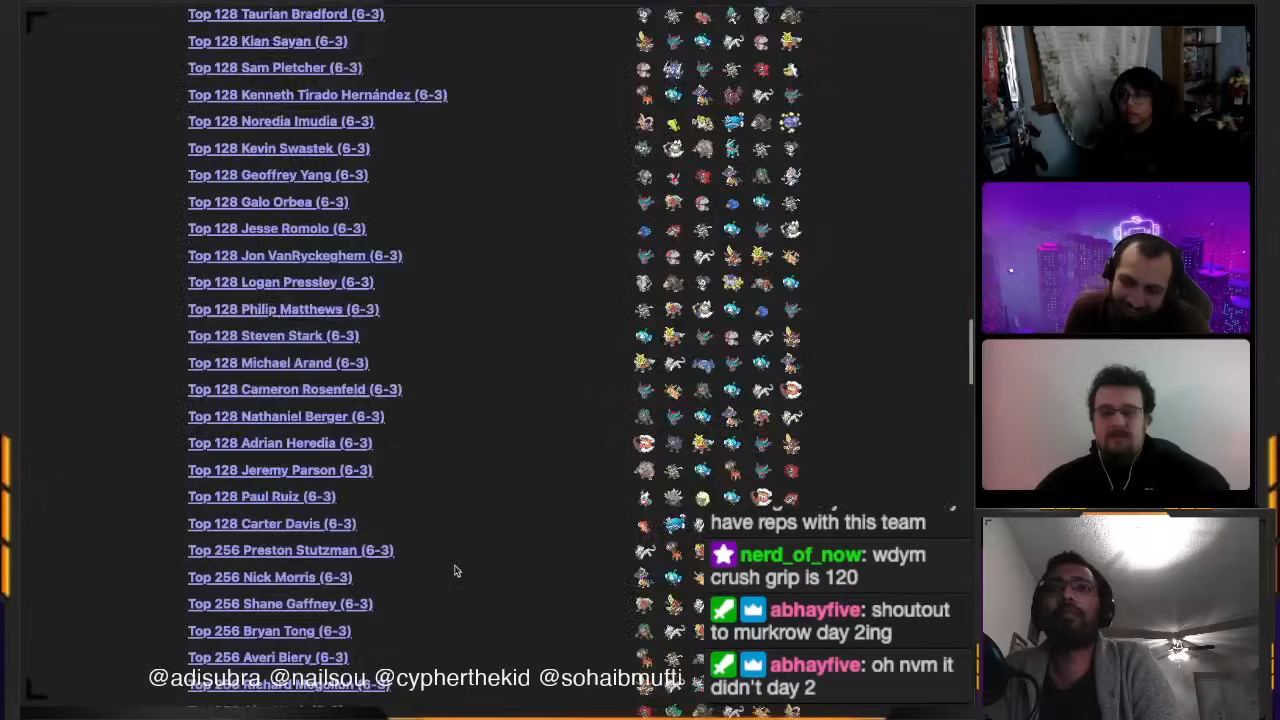 Top 128 Taurian Bradford (6-3)
Top 128 Kian Sayan (6-3)
Top 128 Sam Pletcher (6-3)
Top 128 Kenneth Tirado Hernández (6-3)
Top 128 Noredia Imudia (6-3)
Top 128 Kevin Swastek (6-3)
Top 128 Geoffrey Yang (6-3)
Top 128 Galo Orbea (6-3)
Top 128 Jesse Romolo (6-3)
Top 128 Jon VanRyckeghem (6-3)
Top 128 Logan Pressley (6-3)
Top 128 Philip Matthews (6-3)
Top 128 Steven Stark (6-3)
Top 128 Michael Arand (6-3)
Top 128 Cameron Rosenfeld (6-3)
Top 128 Nathaniel Berger (6-3)
Top 128 Adrian Heredia (6-3)
Top 128 Jeremy Parson (6-3)
Top 128 Paul Ruiz (6-3)
Top 128 Carter Davis (6-3)
Top 256 Preston Stutzman (6-3)
Top 256 Nick Morris (6-3)
Top 256 Shane Gaffney (6-3)
Top 256 Bryan Tong (6-3)
Top 256 Averi Biery (6-3)
@adisubra @nailsou @cypherthekid @sohaibmufti
have reps with this team
nerd_of_now: wdym
crush grip is 120
abhayfive: shoutout
to murkrow day 2ing
abhayfive: oh nvm it
didn't day 2